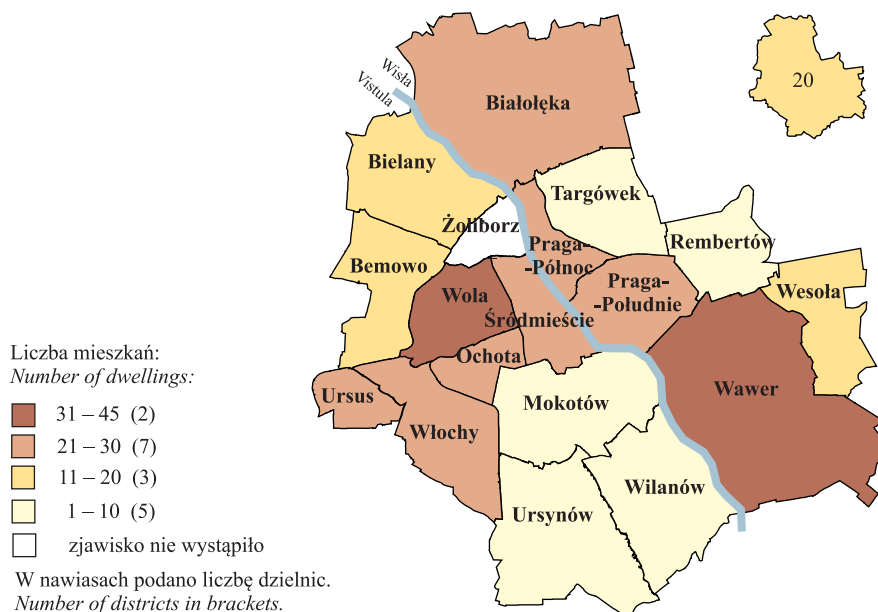 20
Wisła
Vistula
Białołęka
Bielany
Targówek
Żoliborz
Rembertów
Praga-
-Północ
Bemowo
Praga-
-Południe
Wesoła
Wola
Śródmieście
Ochota
Ursus
Wawer
Mokotów
Włochy
Wilanów
Ursynów
Liczba mieszkań:
Number of dwellings:
31 – 45 (2)
21 – 30 (7)
11 – 20 (3)
1 – 10 (5)
zjawisko nie wystąpiło
W nawiasach podano liczbę dzielnic.
Number of districts in brackets.